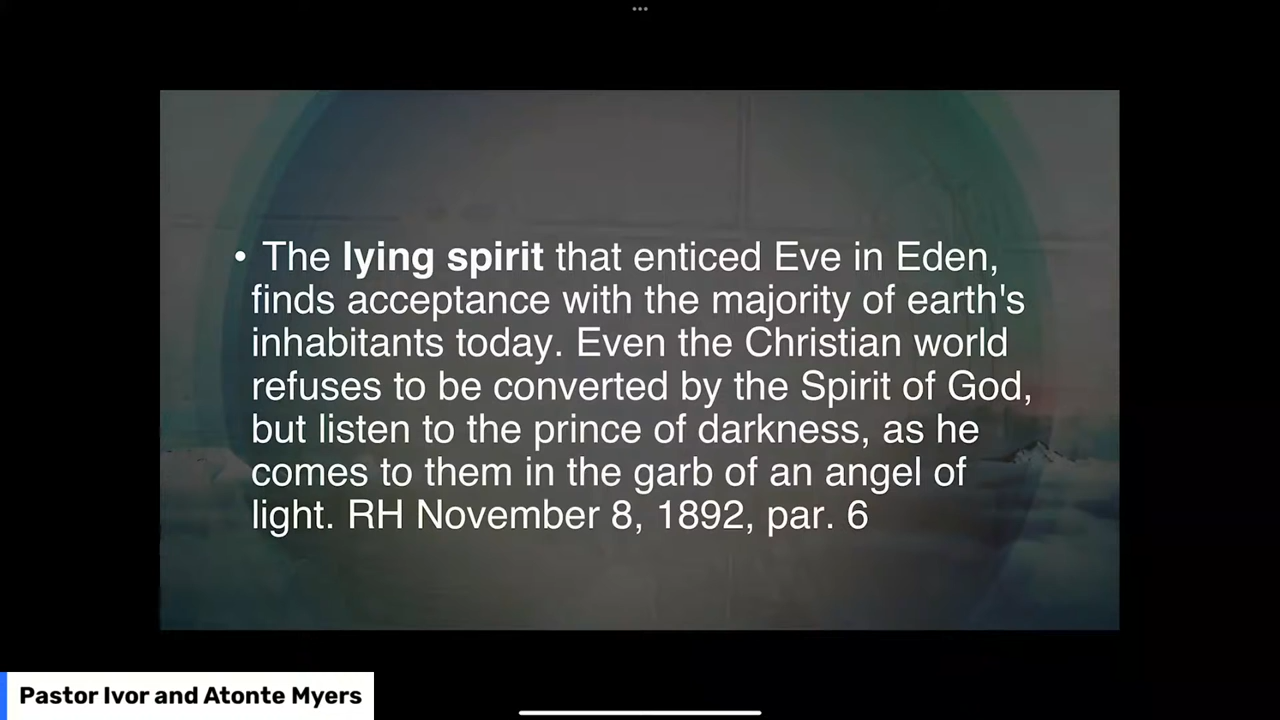 • The lying spirit that enticed Eve in Eden,
finds acceptance with the majority of earth's
inhabitants today. Even the Christian world
refuses to be converted by the Spirit of God,
but listen to the prince of darkness, as he
comes to them in the garb of an angel of
light. RH November 8, 1892, par. 6
Pastor Ivor and Atonte Myers